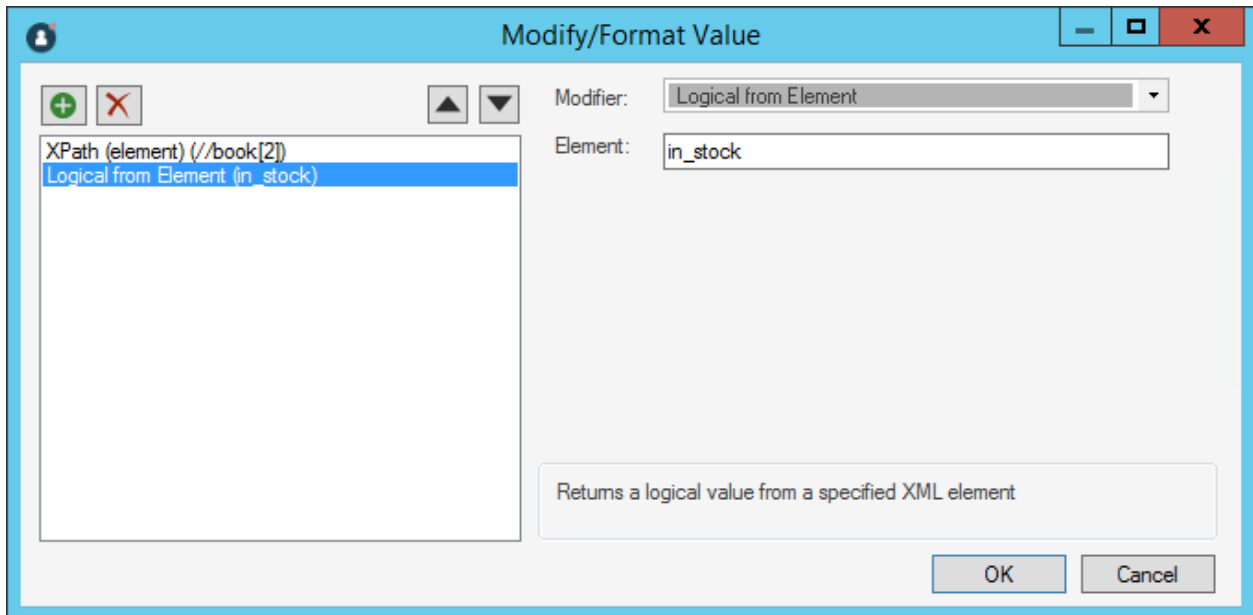 Modify/Format Value
Modifier:
Logical from Element
Element:
in_stock
XPath (element) (//book[2])
Logical from Element (in_stock)
Returns a logical value from a specified XML element
OK
Cancel